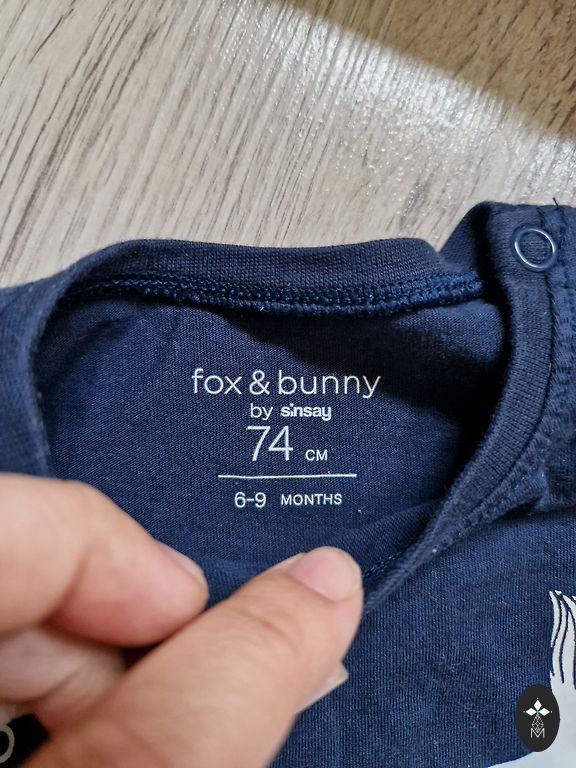 fox & bunny
by sinsay
74 CM
6-9 MONTHS